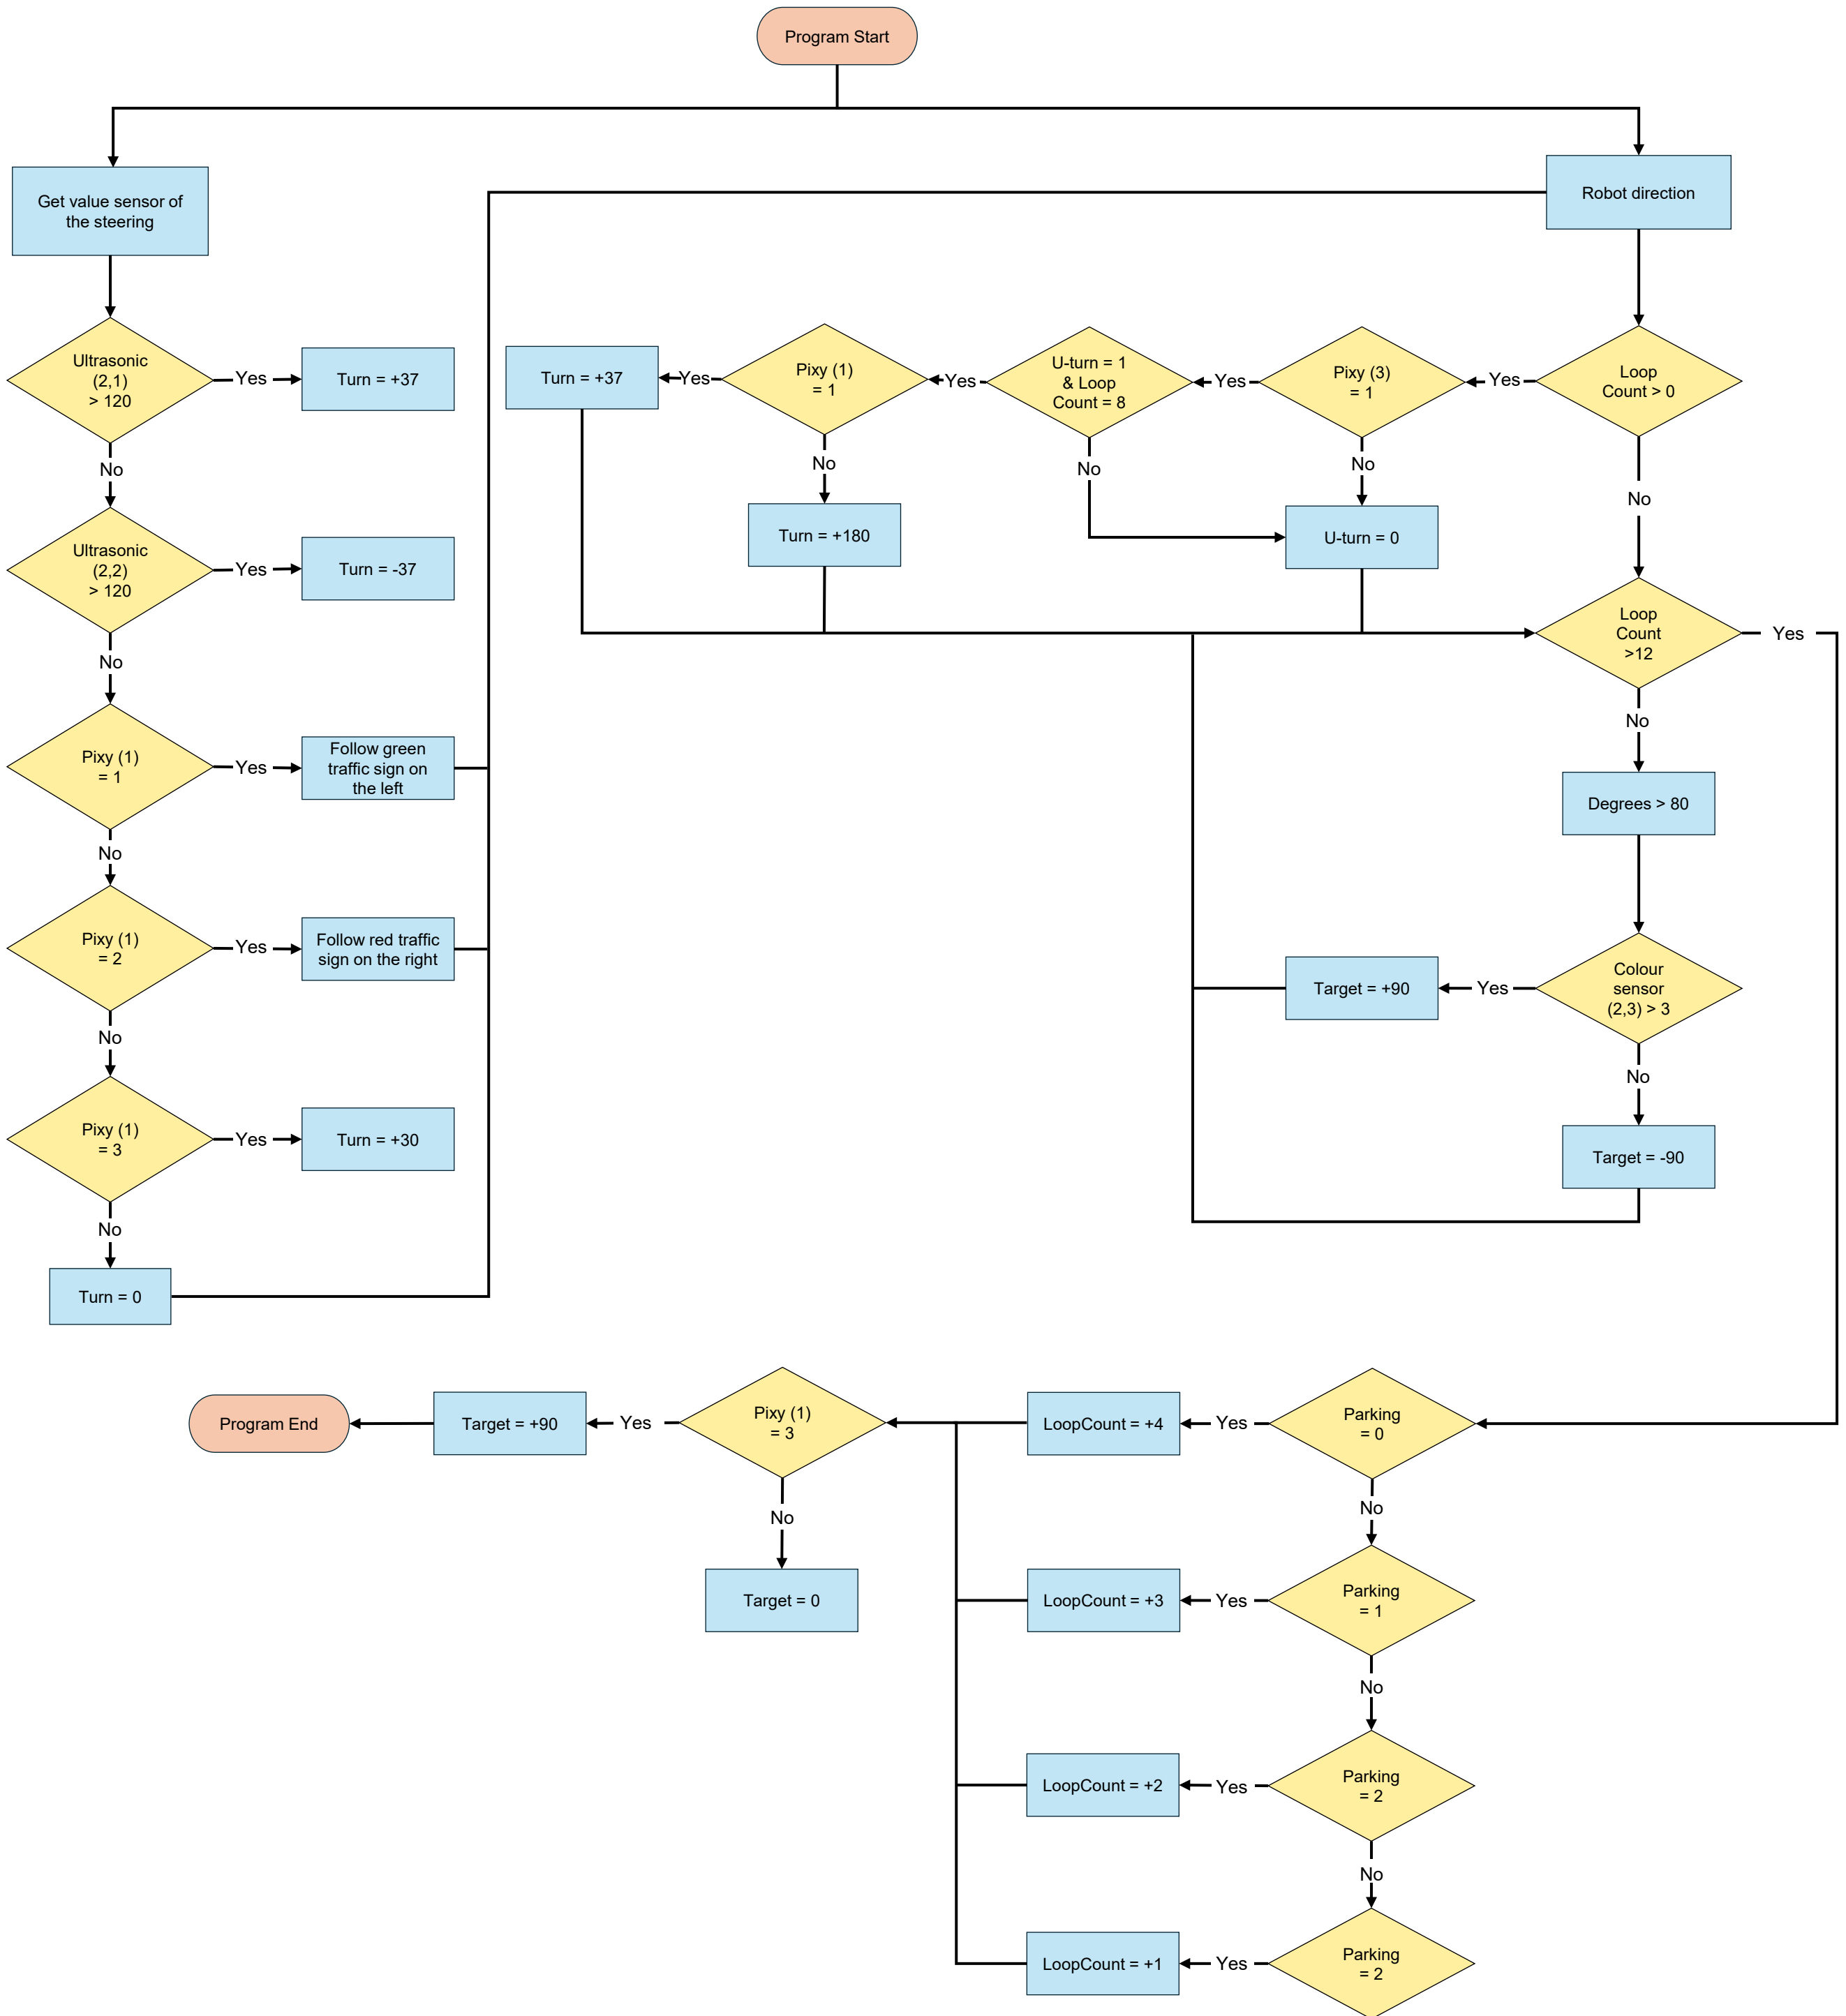 Program Start
Get value sensor of
the steering
Robot direction
Ultrasonic
(2,1)
> 120
Yes
Turn = +37
No
Ultrasonic
(2,2)
> 120
Yes
Turn = -37
No
Pixy (1)
= 1
Yes
Follow green
traffic sign on
the left
No
Pixy (1)
= 2
Yes
Follow red traffic
sign on the right
No
Pixy (1)
= 3
Yes
Turn = +30
No
Turn = 0
Loop
Count > 0
Yes
Pixy (3)
= 1
Yes
U-turn = 1
& Loop
Count = 8
Yes
Pixy (1)
= 1
Yes
Turn = +37
No
Turn = +180
No
No
U-turn = 0
No
Loop
Count
>12
Yes
No
Degrees > 80
Colour
sensor
(2,3) > 3
Yes
Target = +90
No
Target = -90
Parking
= 0
Yes
LoopCount = +4
Pixy (1)
= 3
Yes
Target = +90
Program End
No
Target = 0
No
Parking
= 1
Yes
LoopCount = +3
No
Parking
= 2
Yes
LoopCount = +2
No
Parking
= 2
Yes
LoopCount = +1